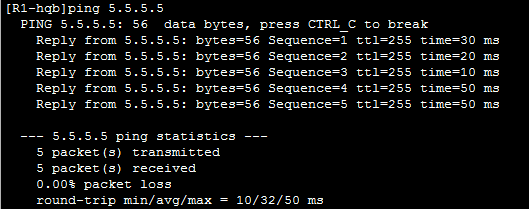 [R1-hqb]ping 5.5.5.5
PING 5.5.5.5: 56  data bytes, press CTRL_C to break
Reply from 5.5.5.5: bytes=56 Sequence=1 ttl=255 time=30 ms
Reply from 5.5.5.5: bytes=56 Sequence=2 ttl=255 time=20 ms
Reply from 5.5.5.5: bytes=56 Sequence=3 ttl=255 time=10 ms
Reply from 5.5.5.5: bytes=56 Sequence=4 ttl=255 time=50 ms
Reply from 5.5.5.5: bytes=56 Sequence=5 ttl=255 time=50 ms
--- 5.5.5.5 ping statistics ---
5 packet(s) transmitted
5 packet(s) received
0.00% packet loss
round-trip min/avg/max = 10/32/50 ms